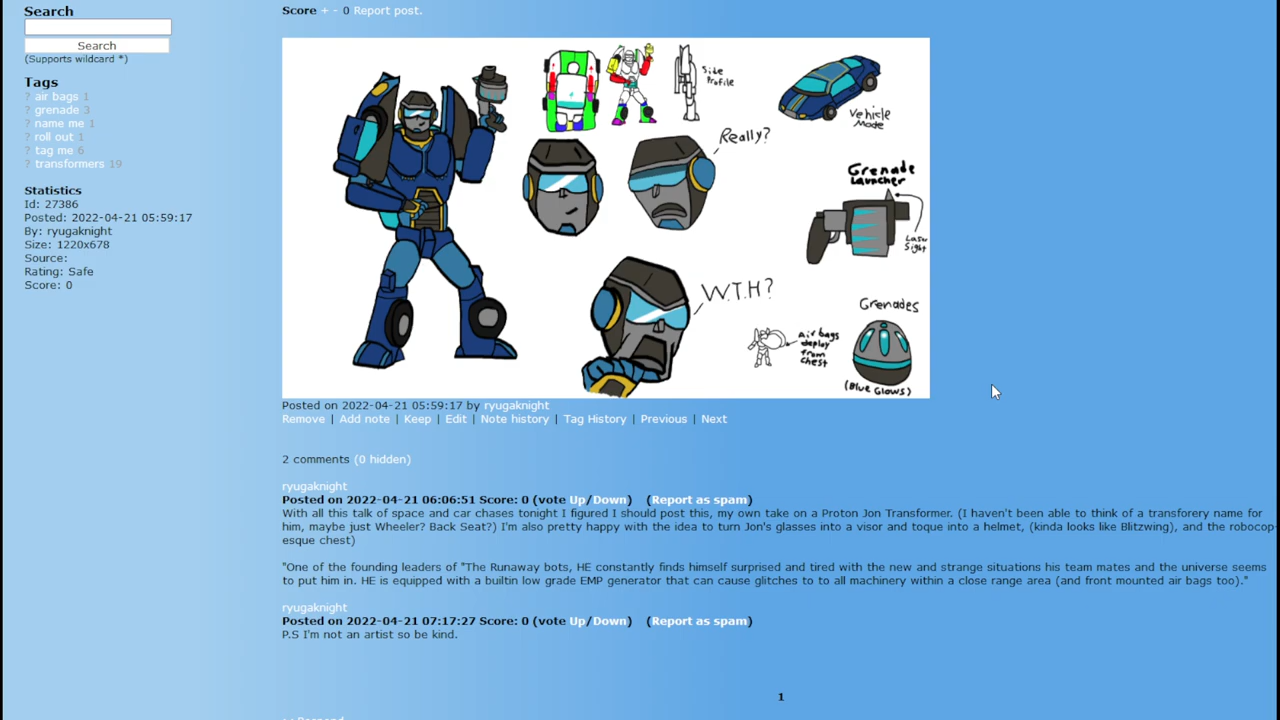 Search
Search
(Supports wildcard *)
Tags
? air bags 1
? grenade 3
? name me 1
? roll out 1
? tag me 6
? transformers 19
Statistics
Id: 27386
Posted: 2022-04-21 05:59:17
By: ryugaknight
Size: 1220x678
Source:
Rating: Safe
Score: 0
Score + - 0 Report post.
Side
Profile
Vehicle
Mode
Really?
Grenade
Launcher
Laser
Sight
W.T.H?
Grenades
Air bags
deploy
from
chest
(Blue Glows)
Posted on 2022-04-21 05:59:17 by ryugaknight
Remove | Add note | Keep | Edit | Note history | Tag History | Previous | Next
2 comments (0 hidden)
ryugaknight
Posted on 2022-04-21 06:06:51 Score: 0 (vote Up/Down) (Report as spam)
With all this talk of space and car chases tonight I figured I should post this, my own take on a Proton Jon Transformer. (I haven't been able to think of a transforery name for
him, maybe just Wheeler? Back Seat?) I'm also pretty happy with the idea to turn Jon's glasses into a visor and toque into a helmet, (kinda looks like Blitzwing), and the robocop
esque chest)
"One of the founding leaders of "The Runaway bots, HE constantly finds himself surprised and tired with the new and strange situations his team mates and the universe seems
to put him in. HE is equipped with a builtin low grade EMP generator that can cause glitches to to all machinery within a close range area (and front mounted air bags too)."
ryugaknight
Posted on 2022-04-21 07:17:27 Score: 0 (vote Up/Down) (Report as spam)
P.S I'm not an artist so be kind.
1